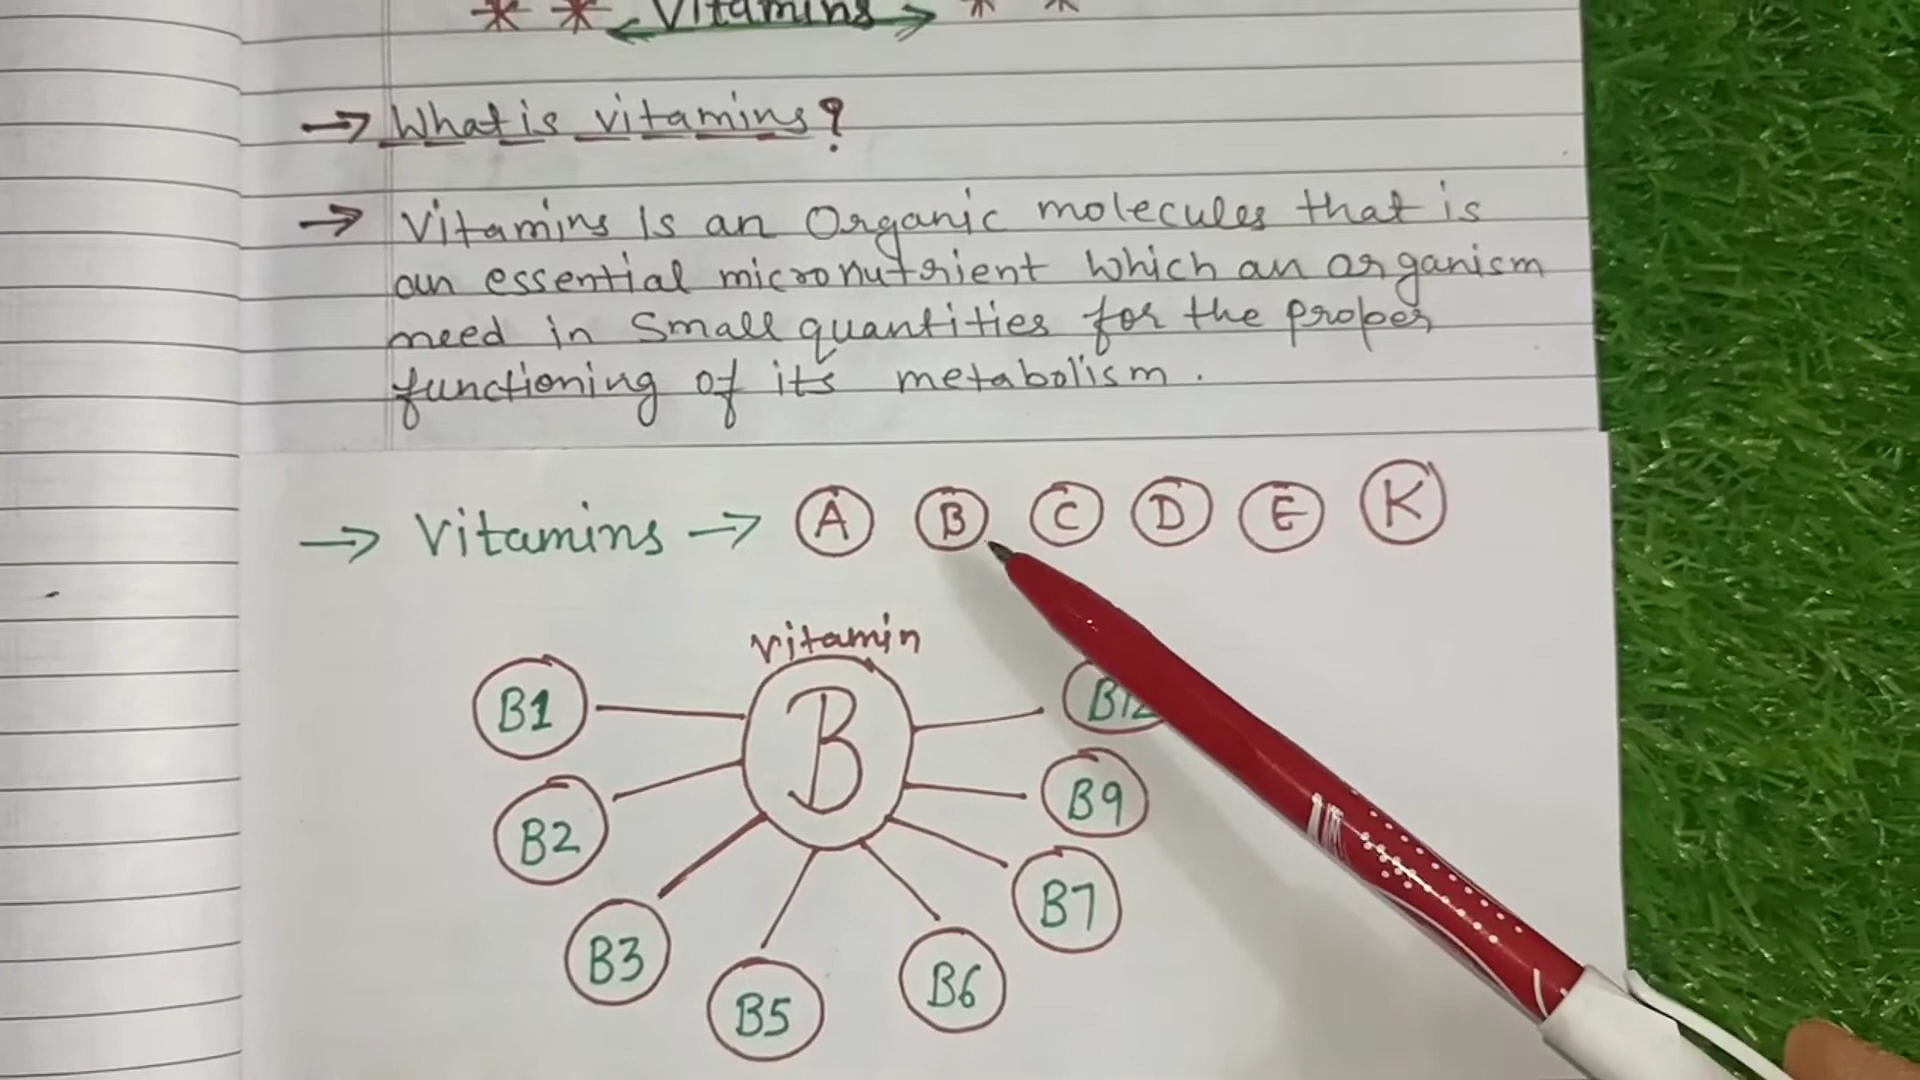 Vitamins
→ What is vitamins?
→ Vitamins Is an Organic molecules that is
an essential micronutrient which an organism
need in Small quantities for the proper
functioning of its metabolism.
→ Vitamins → A B C D E K
vitamin
B
B1
B2
B3
B5
B6
B7
B9
B12